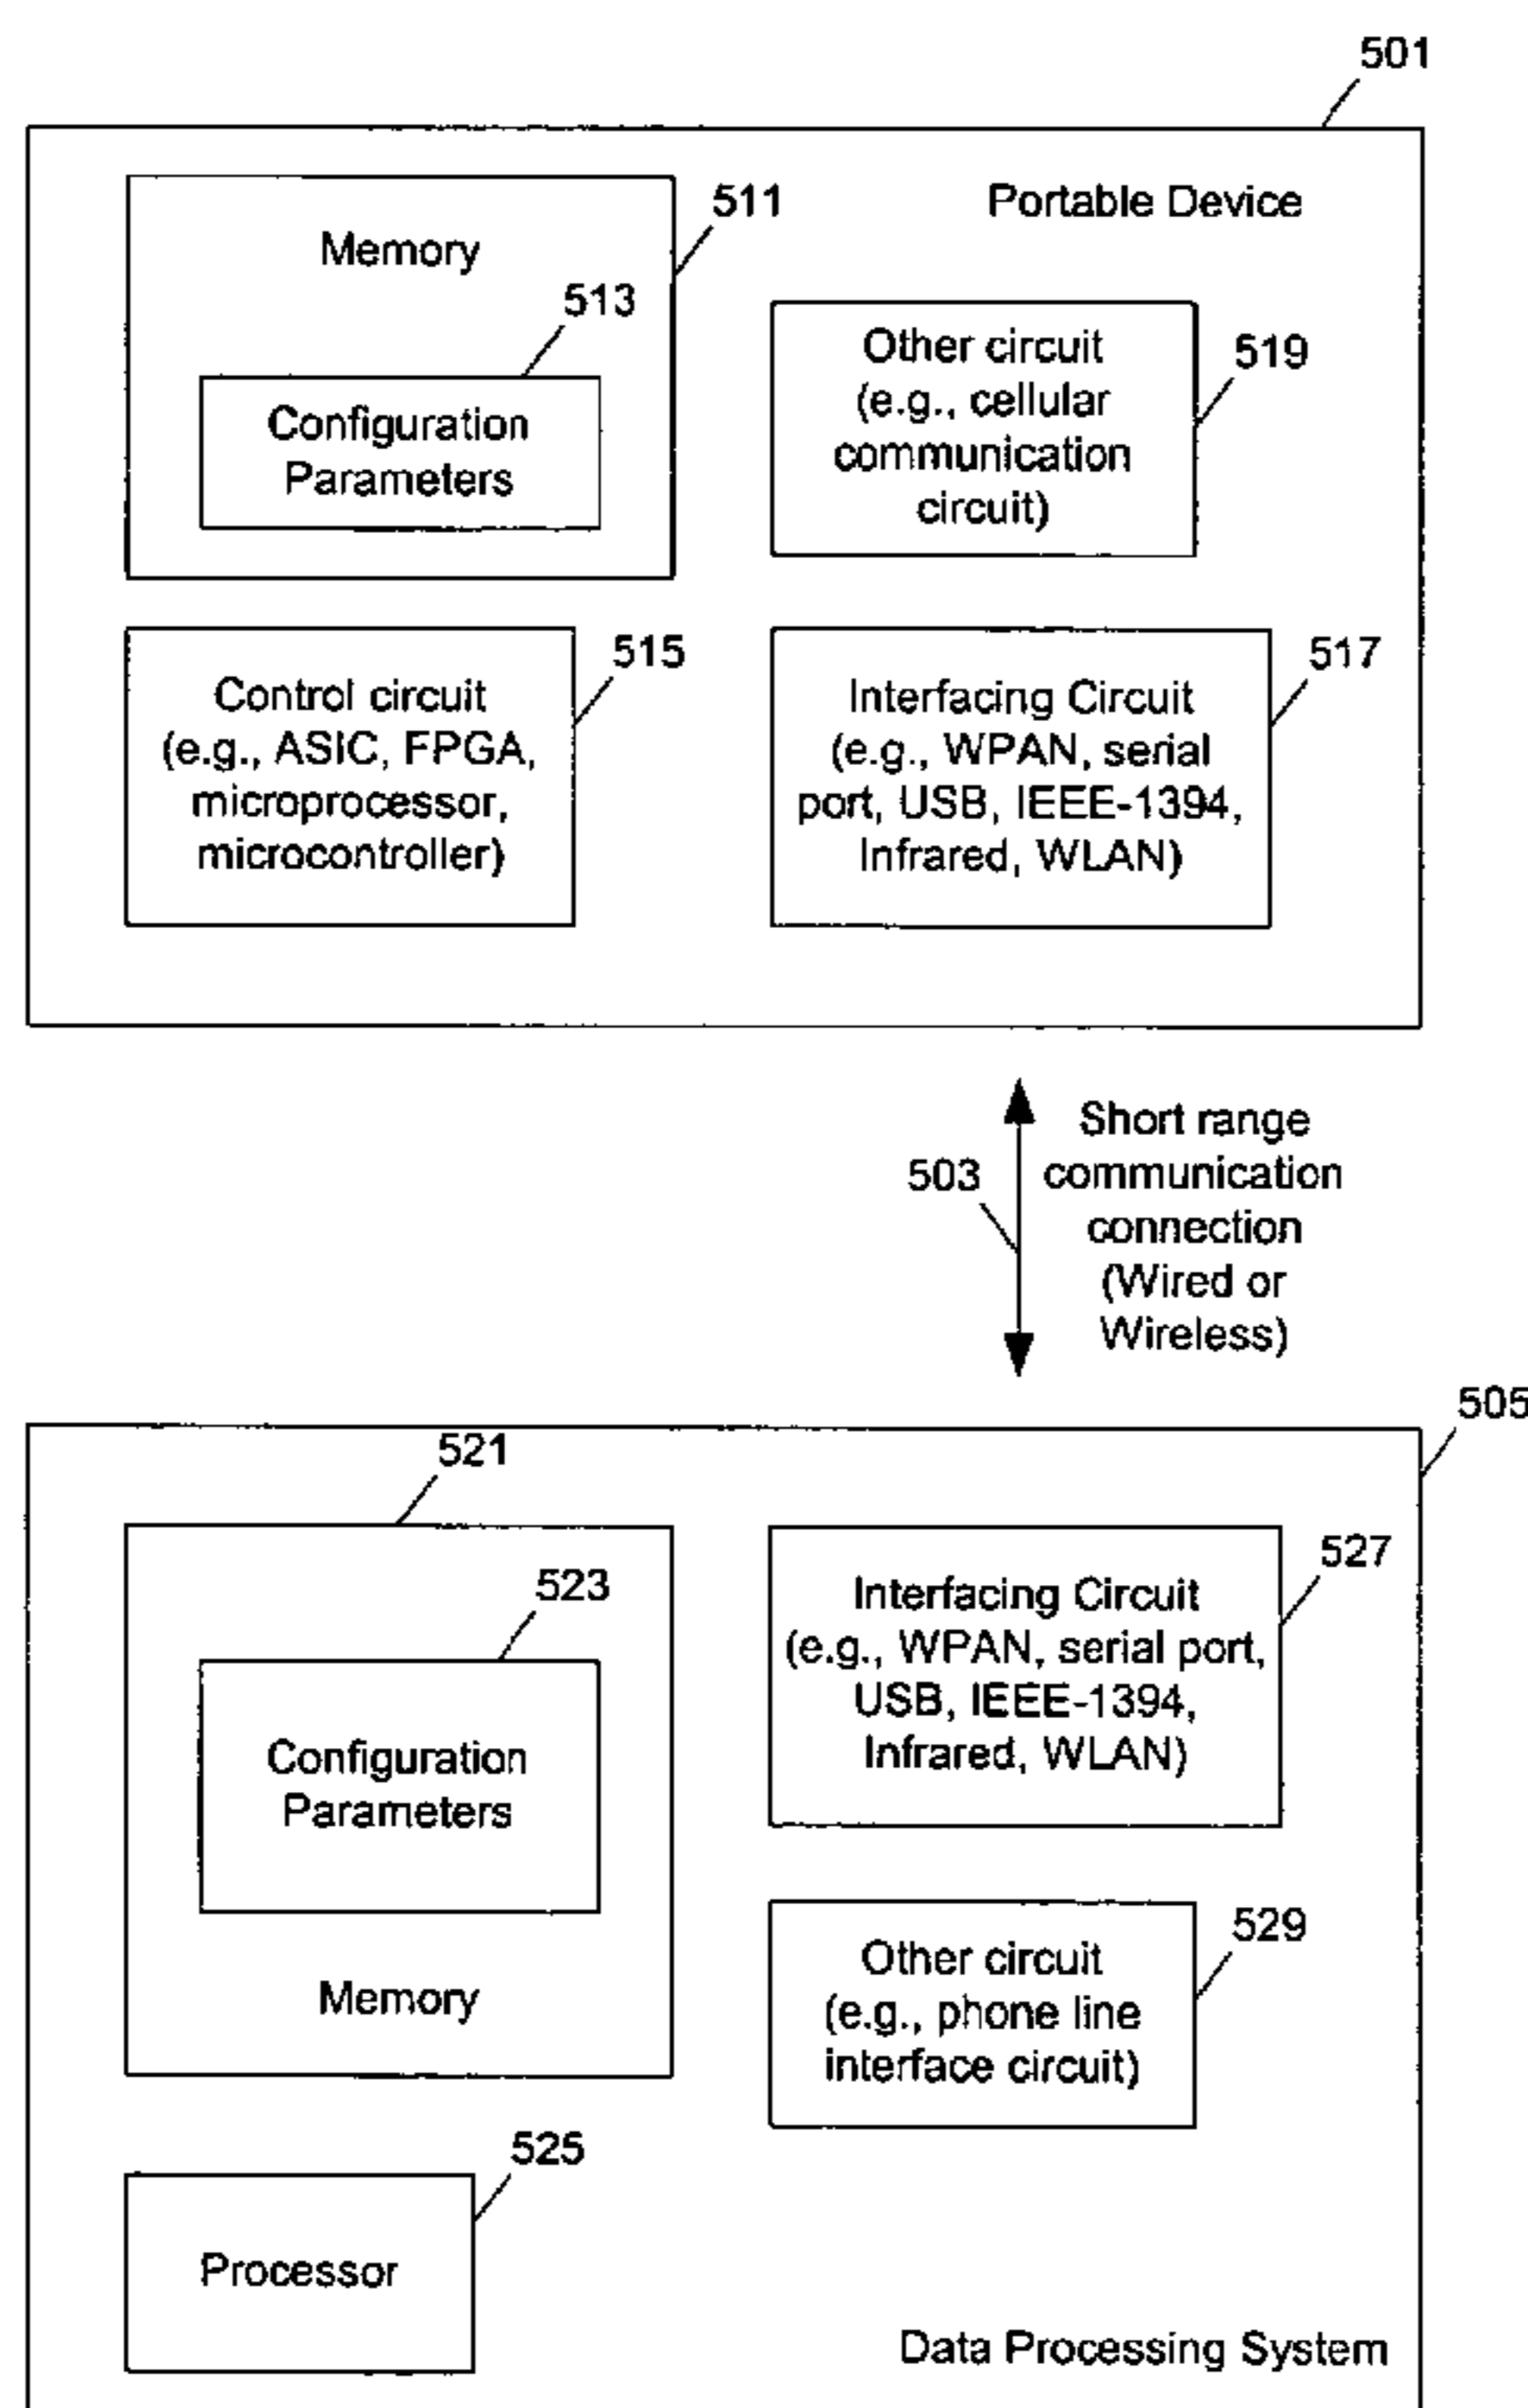 501
Portable Device
511
Memory
513
Configuration
Parameters
Other circuit
(e.g., cellular
communication
circuit)
519
515
Control circuit
(e.g., ASIC, FPGA,
microprocessor,
microcontroller)
517
Interfacing Circuit
(e.g., WPAN, serial
port, USB, IEEE-1394,
Infrared, WLAN)
503
Short range
communication
connection
(Wired or
Wireless)
505
521
523
Configuration
Parameters
Memory
527
Interfacing Circuit
(e.g., WPAN, serial port,
USB, IEEE-1394,
Infrared, WLAN)
529
Other circuit
(e.g., phone line
interface circuit)
525
Processor
Data Processing System